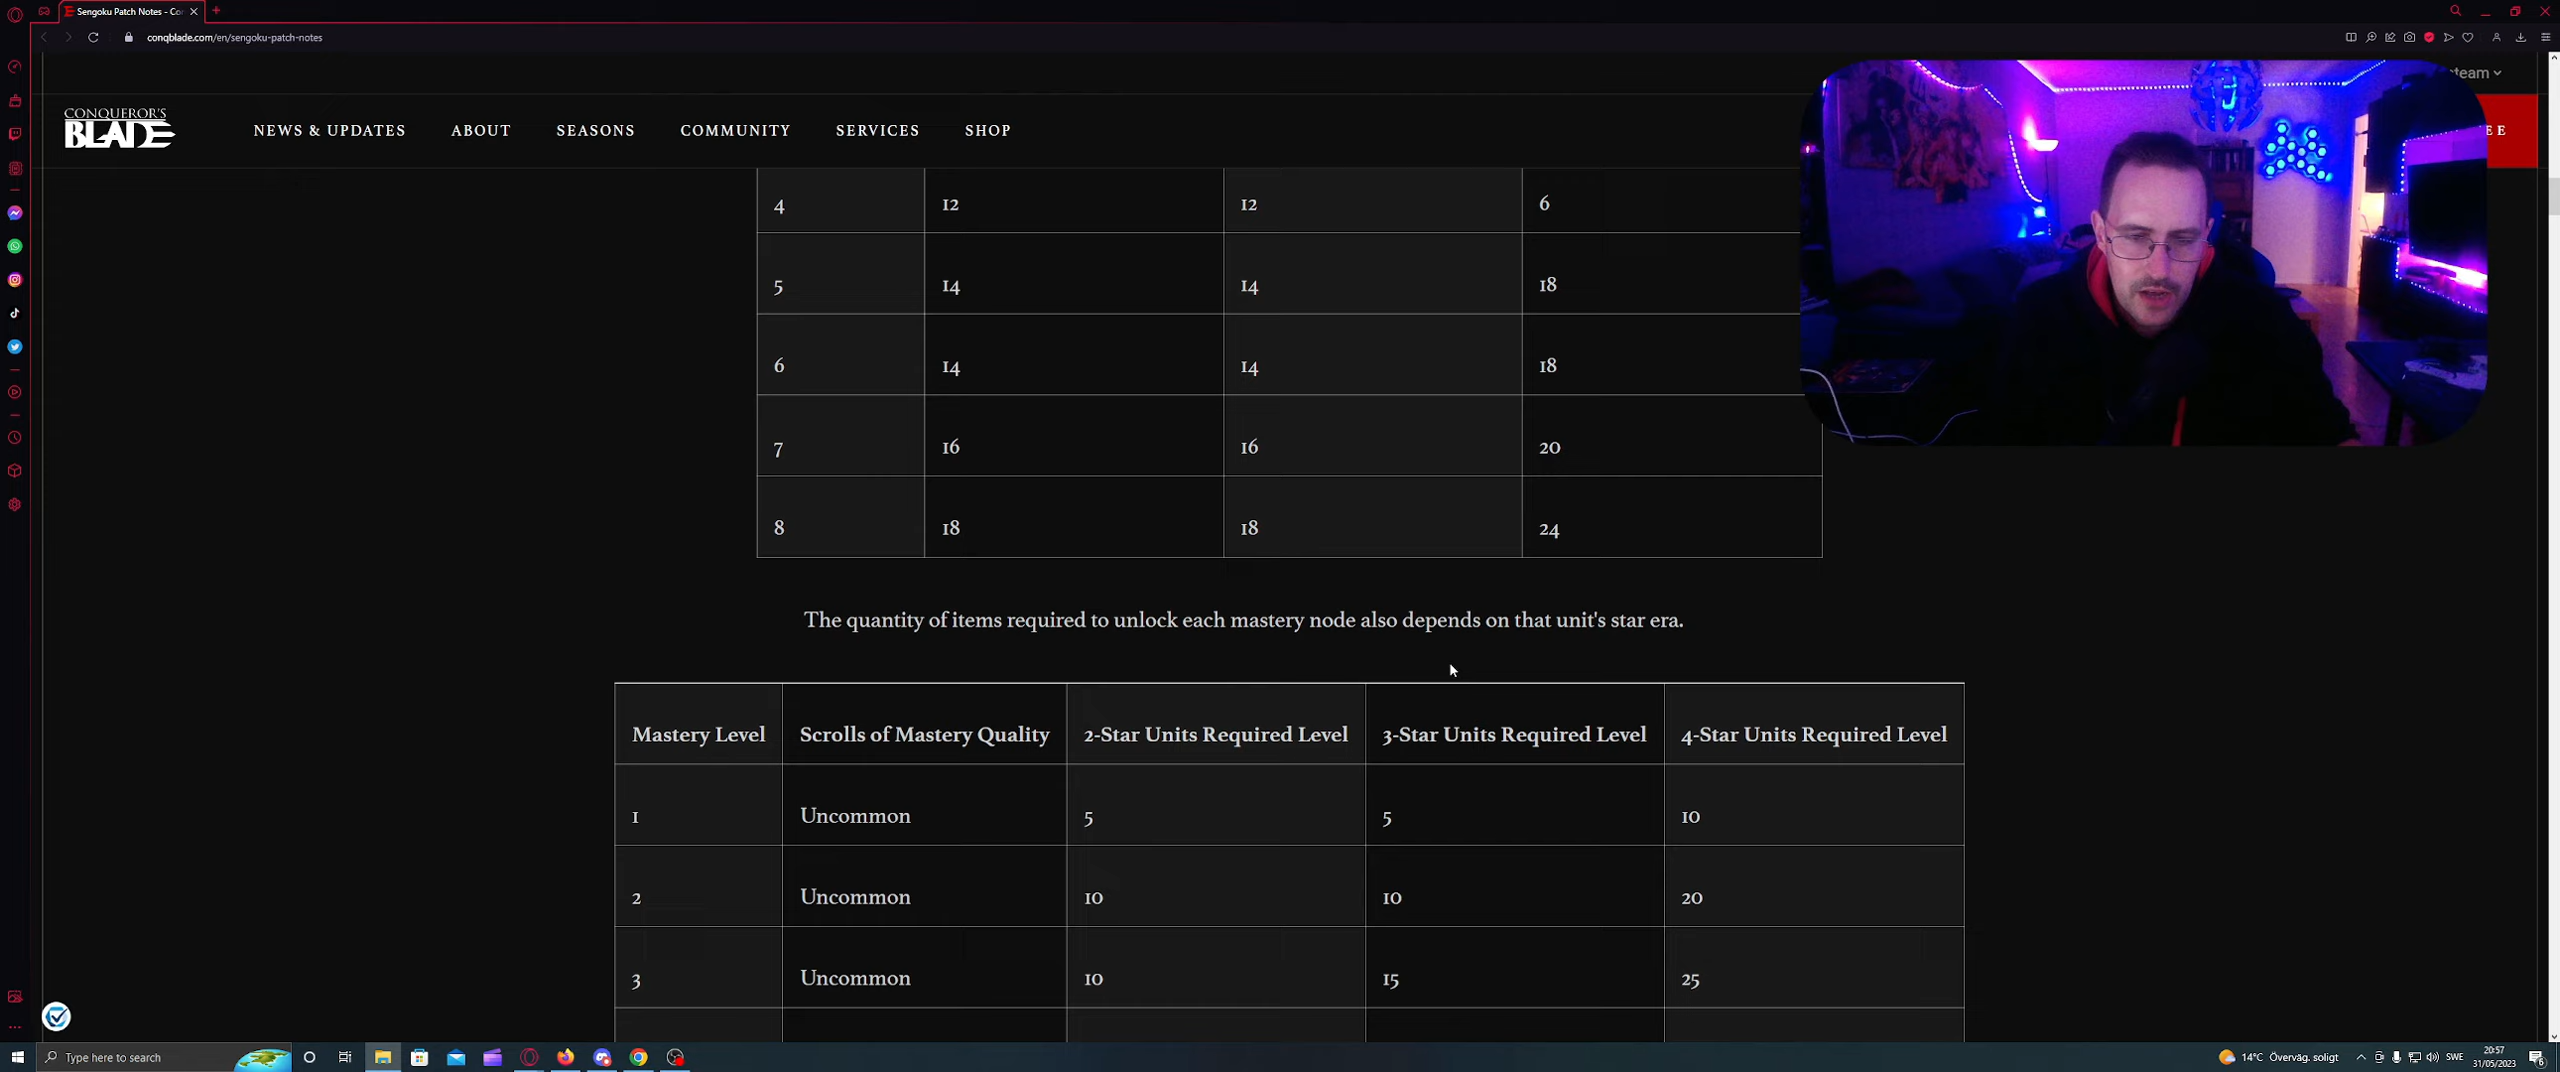 Sengoku Patch Notes - Co
conqblade.com/en/sengoku-patch-notes
steam
CONQUEROR'S
BLADE
NEWS & UPDATES ABOUT SEASONS COMMUNITY SERVICES SHOP
EE
4 12 12 6
5 14 14 18
6 14 14 18
7 16 16 20
8 18 18 24
The quantity of items required to unlock each mastery node also depends on that unit's star era.
Mastery Level Scrolls of Mastery Quality 2-Star Units Required Level 3-Star Units Required Level 4-Star Units Required Level
1 Uncommon 5 5 10
2 Uncommon 10 10 20
3 Uncommon 10 15 25
Type here to search
14°C Överväg. soligt
SWE
20:57
31/05/2023
6